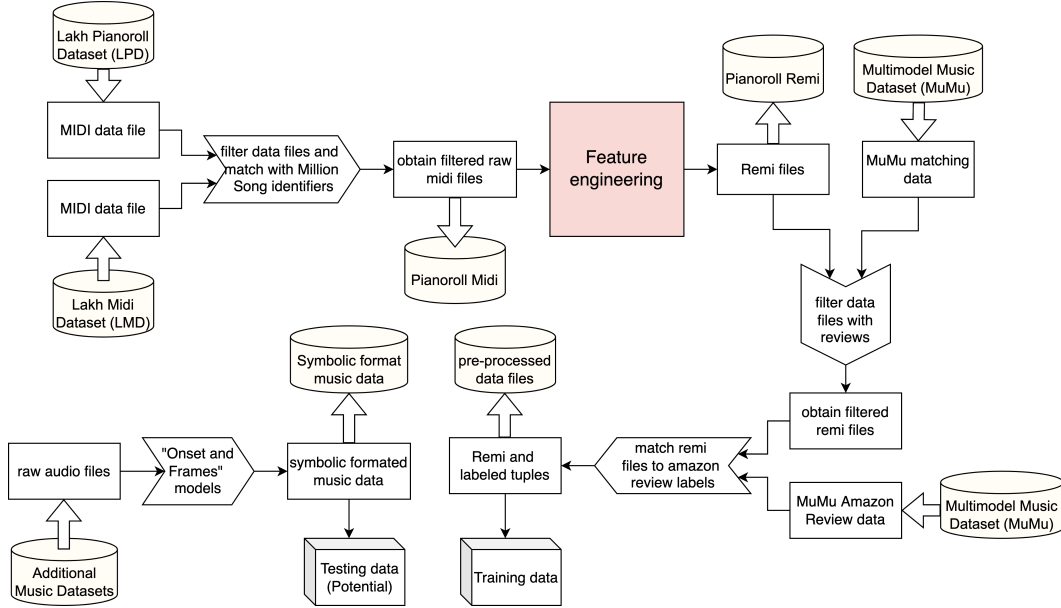 Lakh Pianoroll
Dataset (LPD)
MIDI data file
MIDI data file
Lakh Midi
Dataset (LMD)
filter data files and
match with Million
Song identifiers
obtain filtered raw
midi files
Pianoroll Midi
Feature
engineering
Pianoroll Remi
Remi files
Multimodel Music
Dataset (MuMu)
MuMu matching
data
filter data
files with
reviews
obtain filtered
remi files
MuMu Amazon
Review data
Multimodel Music
Dataset (MuMu)
match remi
files to amazon
review labels
pre-processed
data files
Remi and
labeled tuples
Training data
Symbolic format
music data
symbolic formated
music data
Testing data
(Potential)
"Onset and
Frames"
models
raw audio files
Additional
Music Datasets